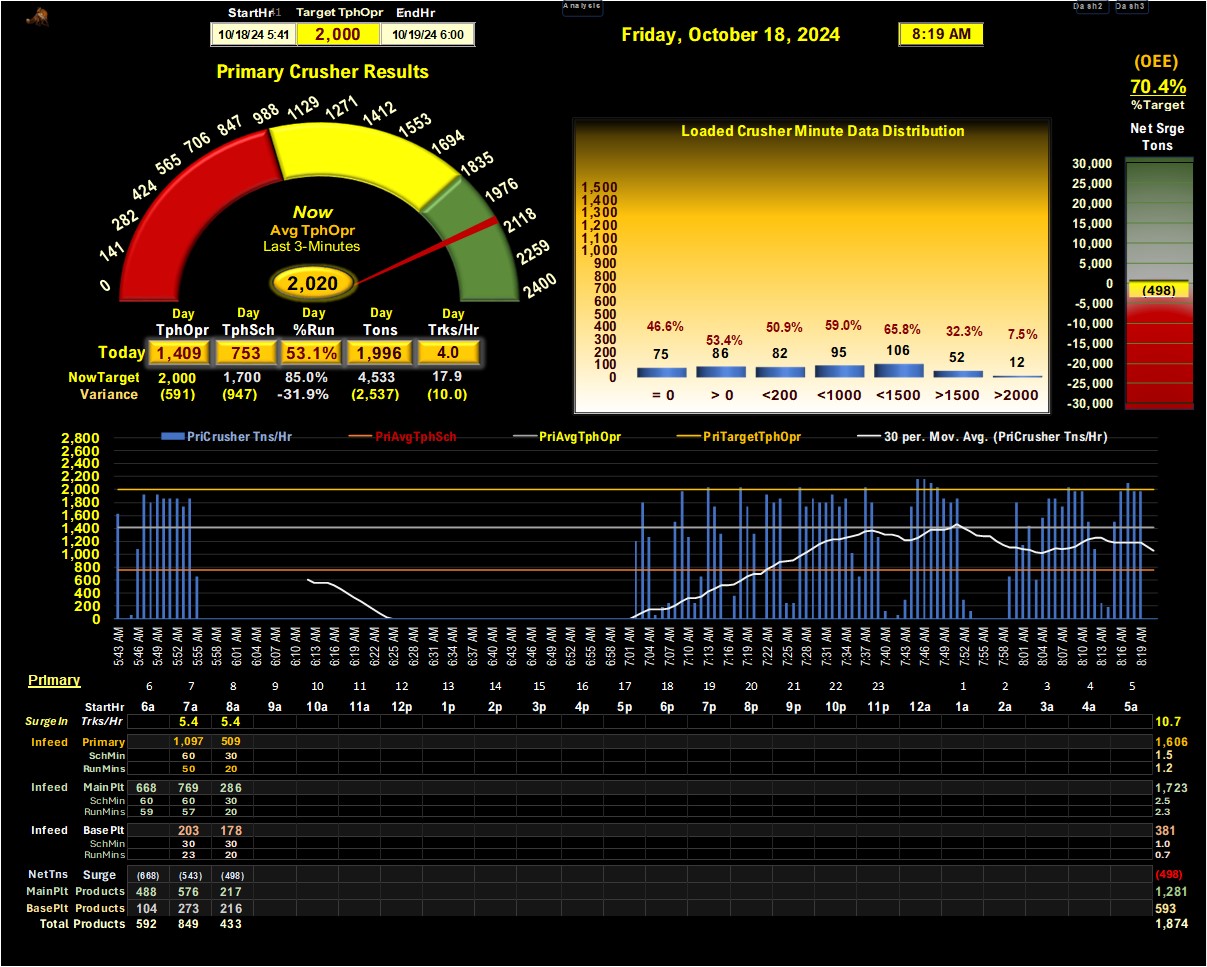 Analysis
Dash2 Dash3
StartHr41 Target TphOpr EndHr
10/18/24 5:41 2,000 10/19/24 6:00
Friday, October 18, 2024
8:19 AM
(OEE)
70.4%
%Target
Primary Crusher Results
0
141
282
424
565
706
847
988
1129
1271
1412
1553
1694
1835
1976
2118
2259
2400
Now
Avg TphOpr
Last 3-Minutes
2,020
Day Day Day Day Day
TphOpr TphSch %Run Tons Trks/Hr
Today 1,409 753 53.1% 1,996 4.0
NowTarget 2,000 1,700 85.0% 4,533 17.9
Variance (591) (947) -31.9% (2,537) (10.0)
Loaded Crusher Minute Data Distribution
1,500
1,400
1,300
1,200
1,100
1,000
900
800
700
600
500
400
300
200
100
0
46.6% 53.4% 50.9% 59.0% 65.8% 32.3% 7.5%
75 86 82 95 106 52 12
= 0 > 0 <200 <1000 <1500 >1500 >2000
Net Srge
Tons
30,000
25,000
20,000
15,000
10,000
5,000
0
-5,000
-10,000
-15,000
-20,000
-25,000
-30,000
(498)
PriCrusher Tns/Hr PriAvgTphSch PriAvgTphOpr PriTargetTphOpr 30 per. Mov. Avg. (PriCrusher Tns/Hr)
2,800
2,600
2,400
2,200
2,000
1,800
1,600
1,400
1,200
1,000
800
600
400
200
0
5:43 AM 5:46 AM 5:49 AM 5:52 AM 5:55 AM 5:58 AM 6:01 AM 6:04 AM 6:07 AM 6:10 AM 6:13 AM 6:16 AM 6:19 AM 6:22 AM 6:25 AM 6:28 AM 6:31 AM 6:34 AM 6:37 AM 6:40 AM 6:43 AM 6:46 AM 6:49 AM 6:52 AM 6:55 AM 6:58 AM 7:01 AM 7:04 AM 7:07 AM 7:10 AM 7:13 AM 7:16 AM 7:19 AM 7:22 AM 7:25 AM 7:28 AM 7:31 AM 7:34 AM 7:37 AM 7:40 AM 7:43 AM 7:46 AM 7:49 AM 7:52 AM 7:55 AM 7:58 AM 8:01 AM 8:04 AM 8:07 AM 8:10 AM 8:13 AM 8:16 AM 8:19 AM
Primary
6 7 8 9 10 11 12 13 14 15 16 17 18 19 20 21 22 23 1 2 3 4 5
StartHr 6a 7a 8a 9a 10a 11a 12p 1p 2p 3p 4p 5p 6p 7p 8p 9p 10p 11p 12a 1a 2a 3a 4a 5a
SurgeIn Trks/Hr 5.4 5.4 10.7
Infeed Primary 1,097 509 1,606
SchMin 60 30 1.5
RunMins 50 20 1.2
Infeed MainPlt 668 769 286 1,723
SchMin 60 60 30 2.5
RunMins 59 57 20 2.3
Infeed BasePlt 203 178 381
SchMin 30 30 1.0
RunMins 23 20 0.7
NetTns Surge (668) (543) (498) (498)
MainPlt Products 488 576 217 1,281
BasePlt Products 104 273 216 593
Total Products 592 849 433 1,874